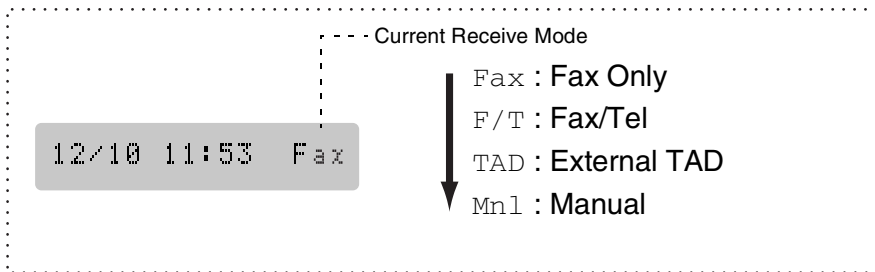 Current Receive Mode
Fax : Fax Only
F/T : Fax/Tel
12/10 11:53 Fax
TAD : External TAD
Mnl : Manual